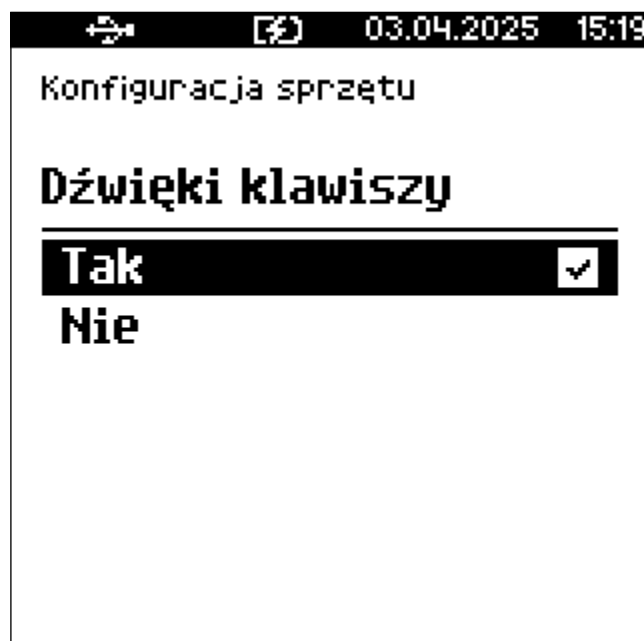 03.04.2025 15:19
Konfiguracja sprzętu
Dźwięki klawiszy
Tak
Nie